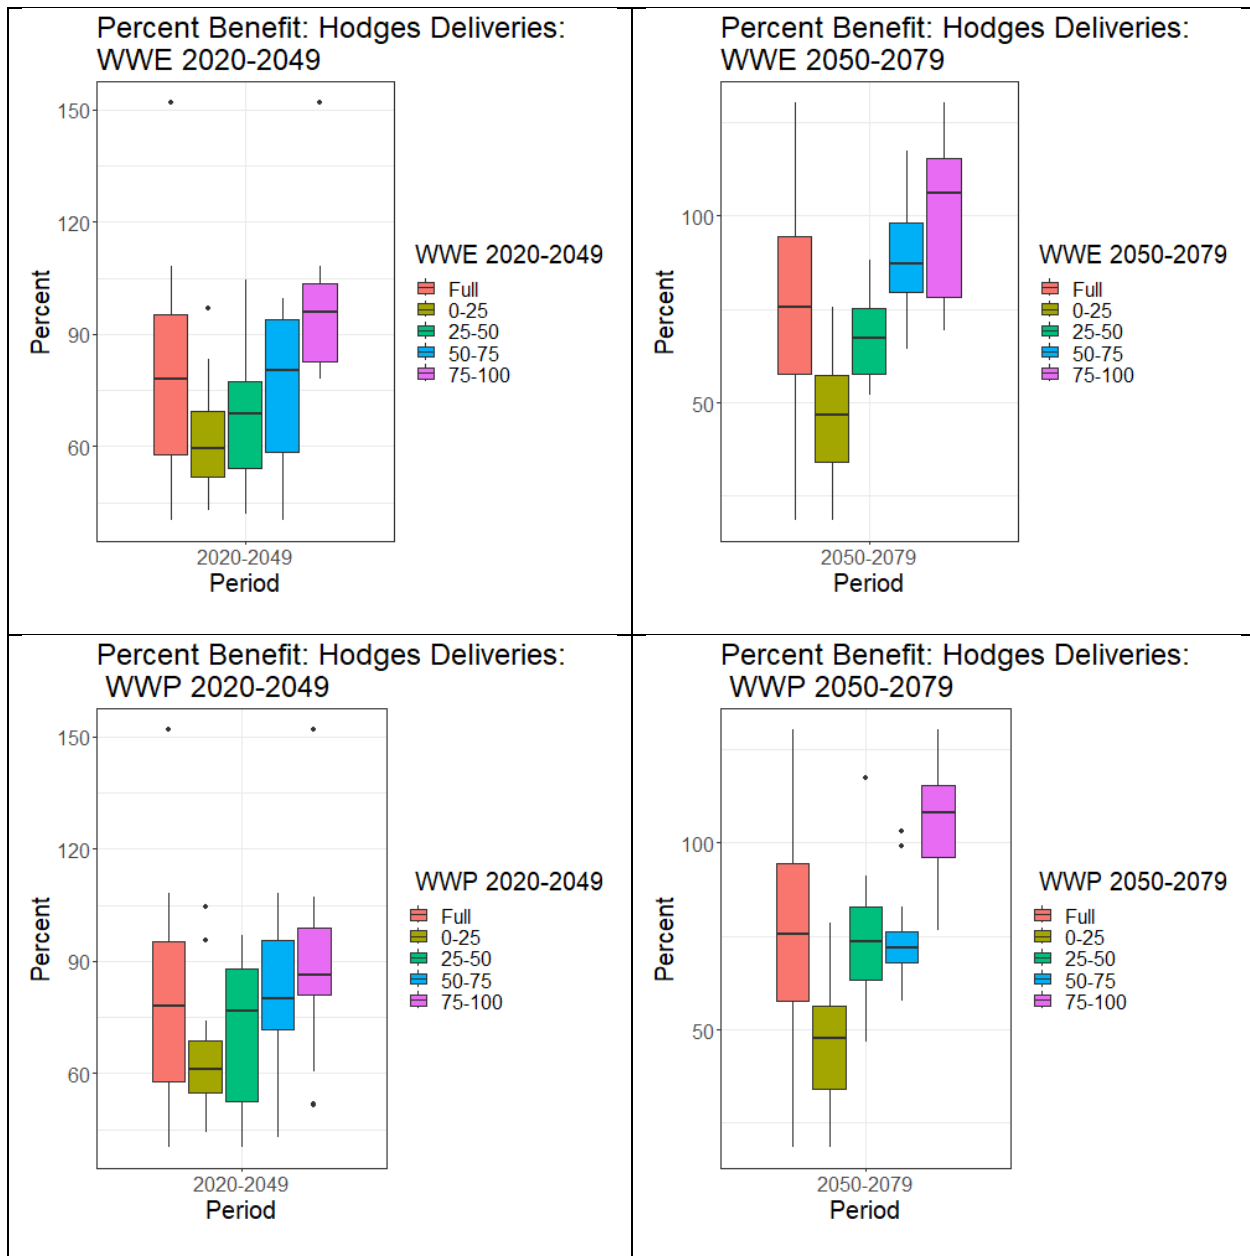 Percent Benefit: Hodges Deliveries:
WWE 2020-2049
150
120
90
60
Percent
2020-2049
Period
WWE 2020-2049
Full
0-25
25-50
50-75
75-100
Percent Benefit: Hodges Deliveries:
WWE 2050-2079
100
50
Percent
2050-2079
Period
WWE 2050-2079
Full
0-25
25-50
50-75
75-100
Percent Benefit: Hodges Deliveries:
WWP 2020-2049
150
120
90
60
Percent
2020-2049
Period
WWP 2020-2049
Full
0-25
25-50
50-75
75-100
Percent Benefit: Hodges Deliveries:
WWP 2050-2079
100
50
Percent
2050-2079
Period
WWP 2050-2079
Full
0-25
25-50
50-75
75-100